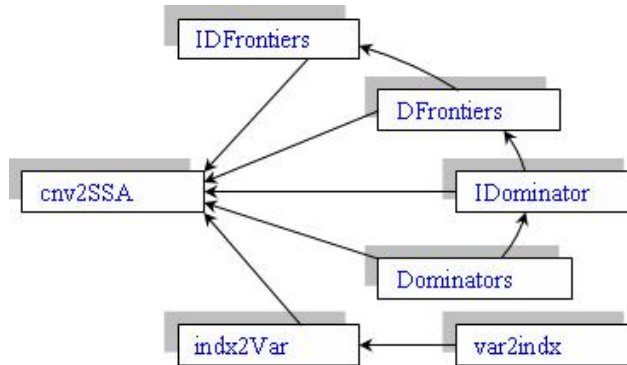 IDFrontiers
DFrontiers
cnv2SSA
IDominator
Dominators
indx2Var
var2indx